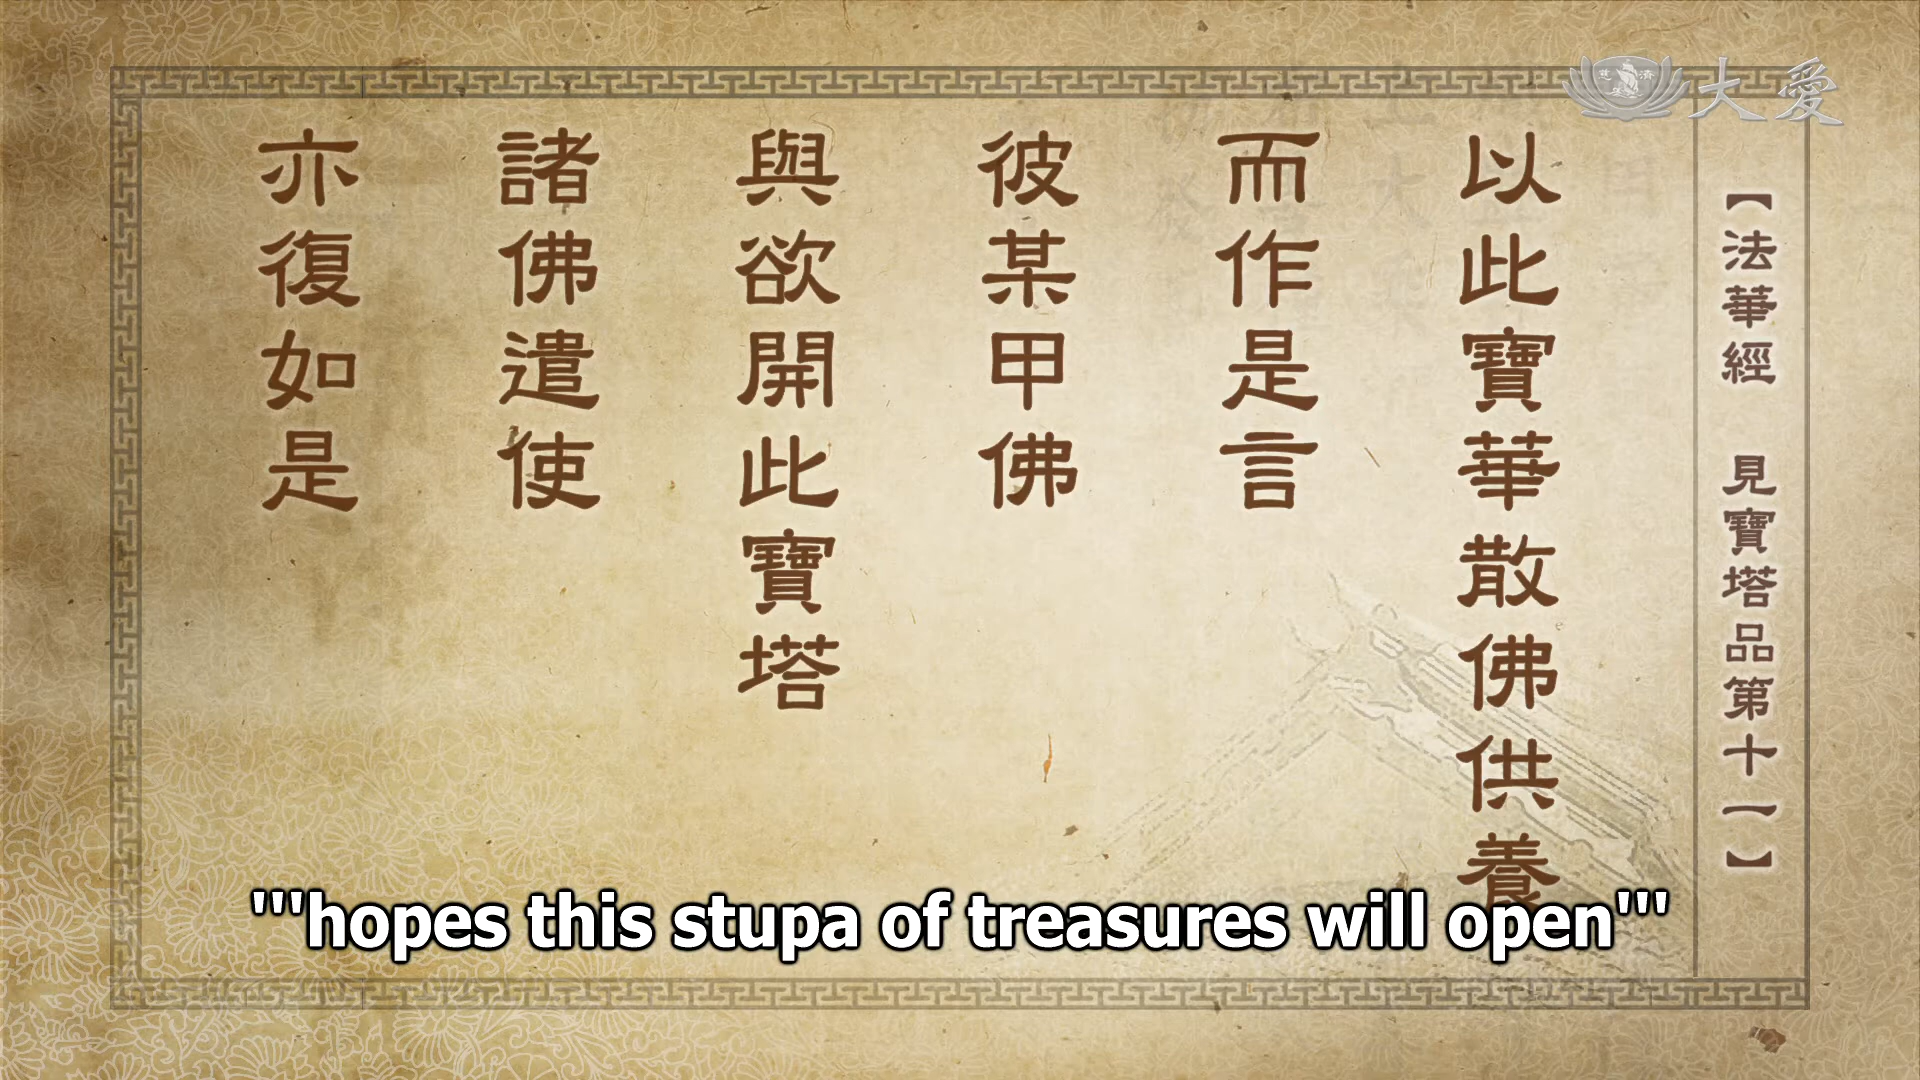 大愛
慈濟
【法華經 見寶塔品第十一】
以此寶華散佛供養
而作是言
彼某甲佛
與欲開此寶塔
諸佛遣使
亦復如是
'''hopes this stupa of treasures will open'''